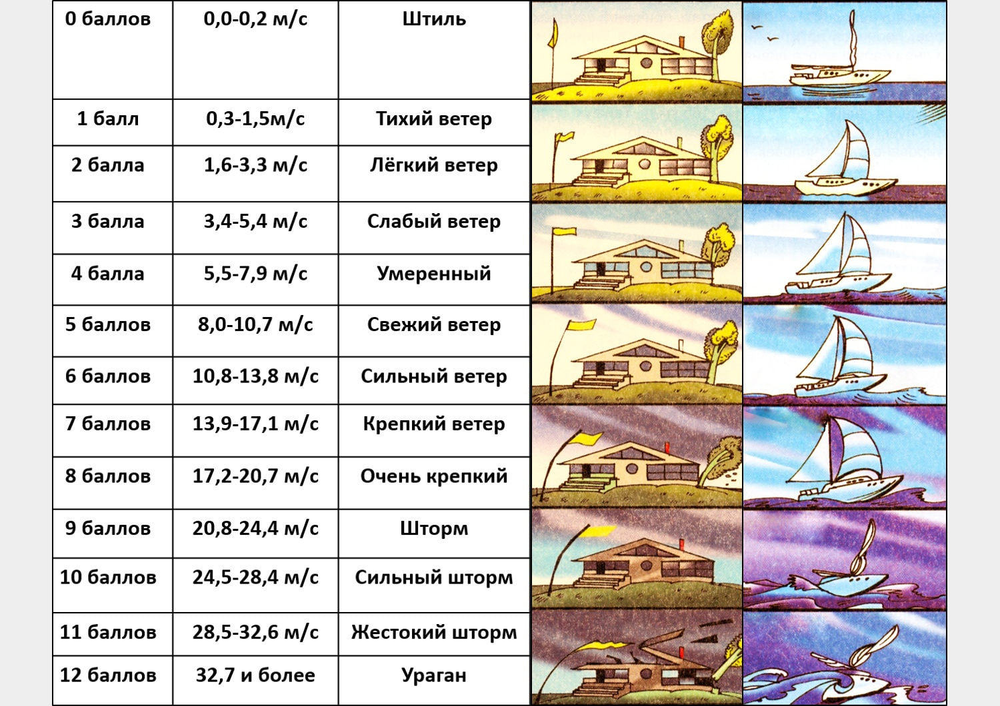 0 баллов 0,0-0,2 м/с Штиль
1 балл 0,3-1,5м/с Тихий ветер
2 балла 1,6-3,3 м/с Лёгкий ветер
3 балла 3,4-5,4 м/с Слабый ветер
4 балла 5,5-7,9 м/с Умеренный
5 баллов 8,0-10,7 м/с Свежий ветер
6 баллов 10,8-13,8 м/с Сильный ветер
7 баллов 13,9-17,1 м/с Крепкий ветер
8 баллов 17,2-20,7 м/с Очень крепкий
9 баллов 20,8-24,4 м/с Шторм
10 баллов 24,5-28,4 м/с Сильный шторм
11 баллов 28,5-32,6 м/с Жестокий шторм
12 баллов 32,7 и более Ураган